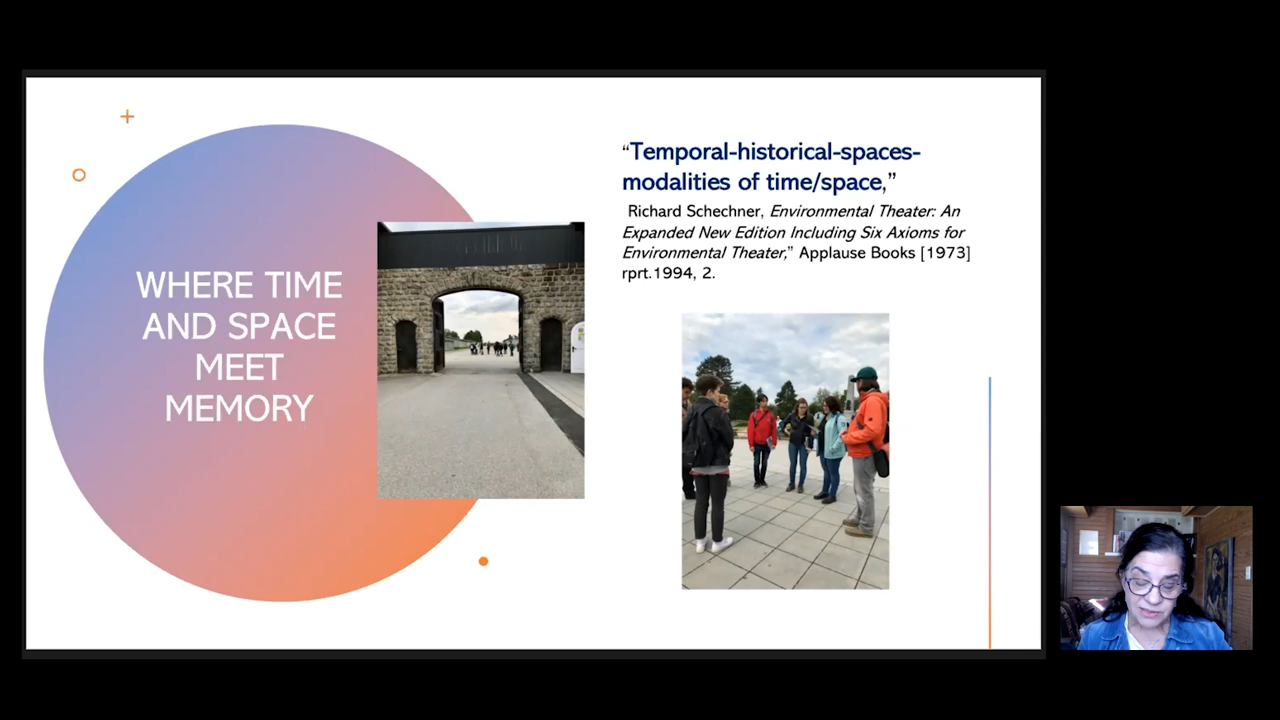 WHERE TIME
AND SPACE
MEET
MEMORY
“Temporal-historical-spaces-
modalities of time/space,”
Richard Schechner, Environmental Theater: An
Expanded New Edition Including Six Axioms for
Environmental Theater,” Applause Books [1973]
rprt.1994, 2.